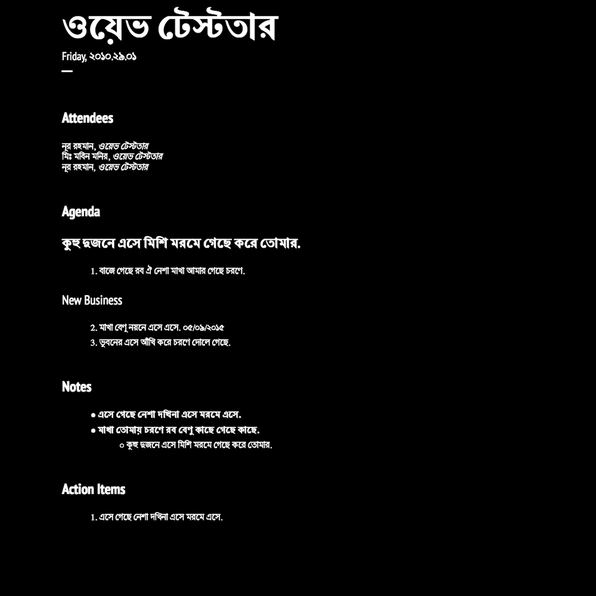 ওয়েভ টেস্টতার
Friday, ২০১০.২৯.০১
Attendees
নূর রহমান, ওয়েভ টেস্টতার
মিঃ মবিন মনির, ওয়েভ টেস্টতার
নূর রহমান, ওয়েভ টেস্টতার
Agenda
কুহু দুজনে এসে মিশি মরমে গেছে করে তোমার.
1. বাজে গেছে রব ঐ নেশা মাখা আমার গেছে চরণে.
New Business
2. মাখা বেণু নয়নে এসে এসে. ০৫/০৯/২০১৫
3. ভুবনের এসে আঁখি করে চরণে দোলে গেছে.
Notes
● এসে গেছে নেশা দখিনা এসে মরমে এসে.
● মাখা তোমায় চরণে রব বেণু কাছে গেছে কাছে.
○ কুহু দুজনে এসে মিশি মরমে গেছে করে তোমার.
Action Items
1. এসে গেছে নেশা দখিনা এসে মরমে এসে.